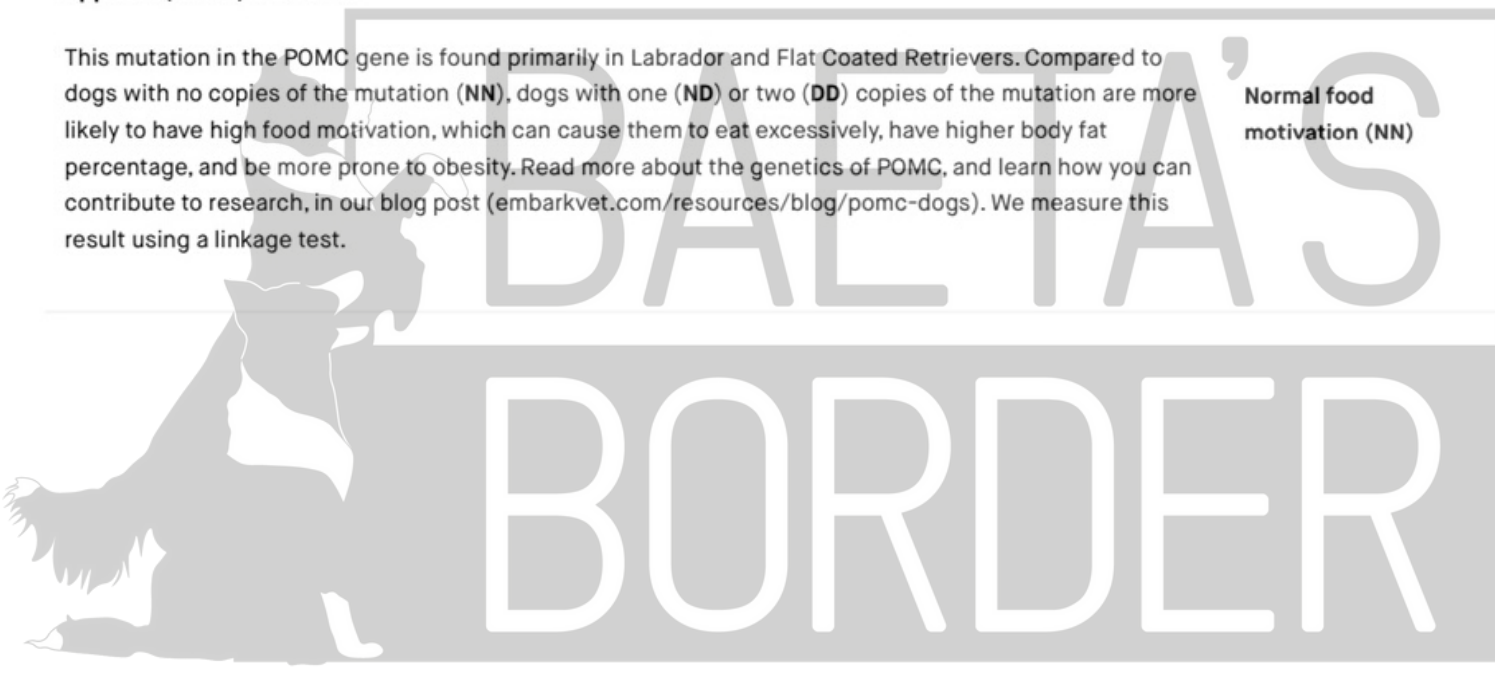 This mutation in the POMC gene is found primarily in Labrador and Flat Coated Retrievers. Compared to
dogs with no copies of the mutation (NN), dogs with one (ND) or two (DD) copies of the mutation are more
likely to have high food motivation, which can cause them to eat excessively, have higher body fat
percentage, and be more prone to obesity. Read more about the genetics of POMC, and learn how you can
contribute to research, in our blog post (embarkvet.com/resources/blog/pomc-dogs). We measure this
result using a linkage test.
Normal food
motivation (NN)
BAETA'S
BORDER